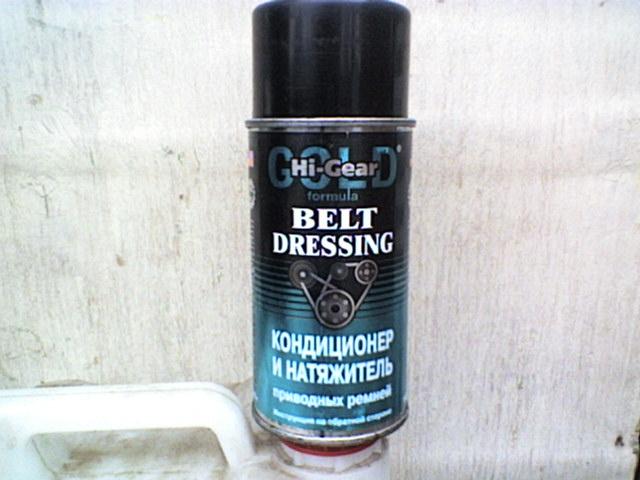 GOLD
Hi-Gear
formula
BELT
DRESSING
КОНДИЦИОНЕР
И НАТЯЖИТЕЛЬ
приводных ремней
Инструкция на обратной стороне